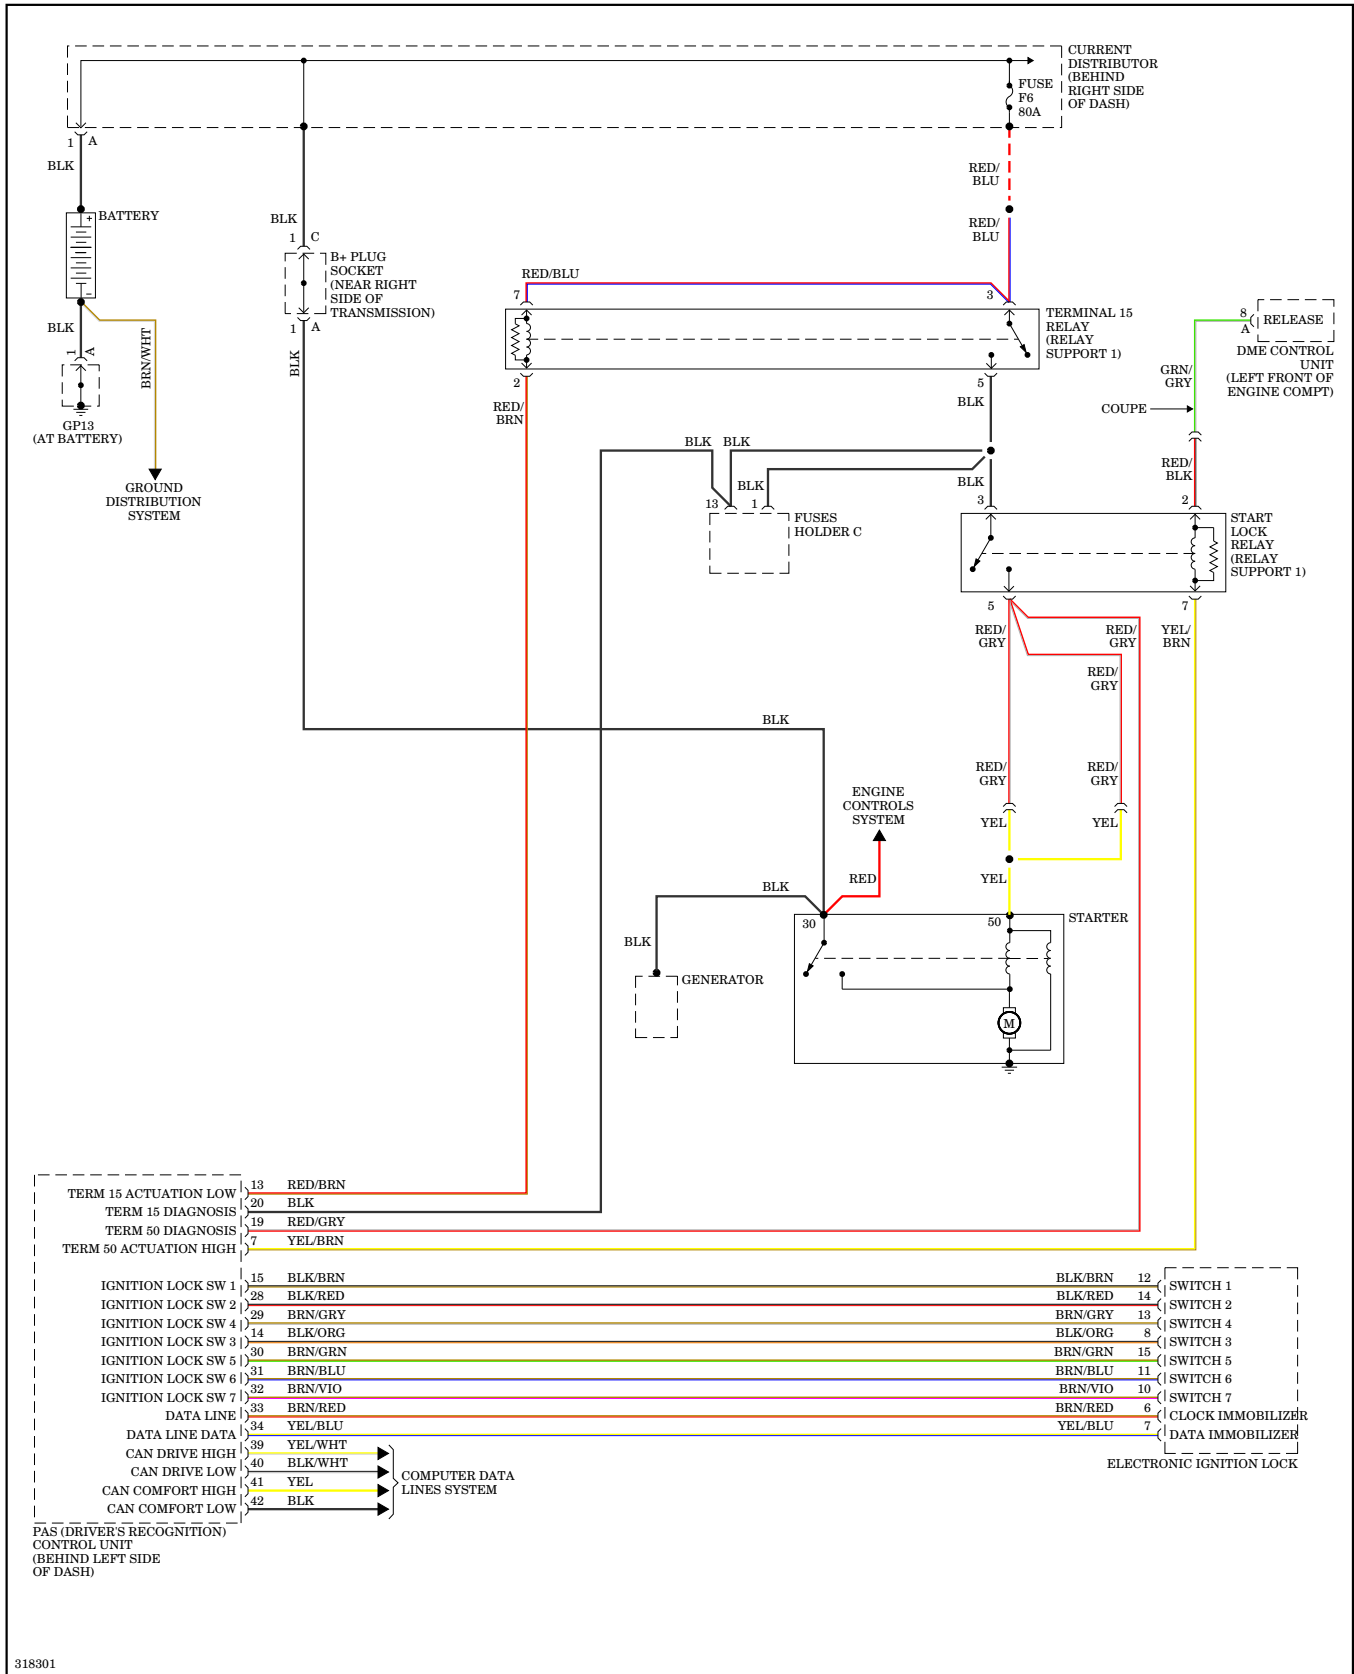 CURRENT
DISTRIBUTOR
(BEHIND
RIGHT SIDE
OF DASH)
FUSE
F6
80A
1
A
BLK
BATTERY
+
−
BLK
1
A
BRN/WHT
GP13
(AT BATTERY)
GROUND
DISTRIBUTION
SYSTEM
BLK
1
C
B+ PLUG
SOCKET
(NEAR RIGHT
SIDE OF
TRANSMISSION)
1
A
BLK
RED/
BLU
RED/
BLU
RED/BLU
7
3
TERMINAL 15
RELAY
(RELAY
SUPPORT 1)
2
5
RED/
BRN
BLK
8
A
RELEASE
DME CONTROL
UNIT
(LEFT FRONT OF
ENGINE COMPT)
GRN/
GRY
COUPE
RED/
BLK
BLK
BLK
BLK
BLK
13
1
FUSES
HOLDER C
3
2
START
LOCK
RELAY
(RELAY
SUPPORT 1)
5
7
RED/
GRY
RED/
GRY
YEL/
BRN
RED/
GRY
BLK
RED/
GRY
RED/
GRY
ENGINE
CONTROLS
SYSTEM
YEL
YEL
RED
YEL
BLK
30
50
STARTER
BLK
GENERATOR
M
TERM 15 ACTUATION LOW 13 RED/BRN
TERM 15 DIAGNOSIS 20 BLK
TERM 50 DIAGNOSIS 19 RED/GRY
TERM 50 ACTUATION HIGH 7 YEL/BRN
IGNITION LOCK SW 1 15 BLK/BRN BLK/BRN 12 SWITCH 1
IGNITION LOCK SW 2 28 BLK/RED BLK/RED 14 SWITCH 2
IGNITION LOCK SW 4 29 BRN/GRY BRN/GRY 13 SWITCH 4
IGNITION LOCK SW 3 14 BLK/ORG BLK/ORG 8 SWITCH 3
IGNITION LOCK SW 5 30 BRN/GRN BRN/GRN 15 SWITCH 5
IGNITION LOCK SW 6 31 BRN/BLU BRN/BLU 11 SWITCH 6
IGNITION LOCK SW 7 32 BRN/VIO BRN/VIO 10 SWITCH 7
DATA LINE 33 BRN/RED BRN/RED 6 CLOCK IMMOBILIZER
DATA LINE DATA 34 YEL/BLU YEL/BLU 7 DATA IMMOBILIZER
CAN DRIVE HIGH 39 YEL/WHT
CAN DRIVE LOW 40 BLK/WHT
CAN COMFORT HIGH 41 YEL
CAN COMFORT LOW 42 BLK
COMPUTER DATA
LINES SYSTEM
ELECTRONIC IGNITION LOCK
PAS (DRIVER'S RECOGNITION)
CONTROL UNIT
(BEHIND LEFT SIDE
OF DASH)
318301